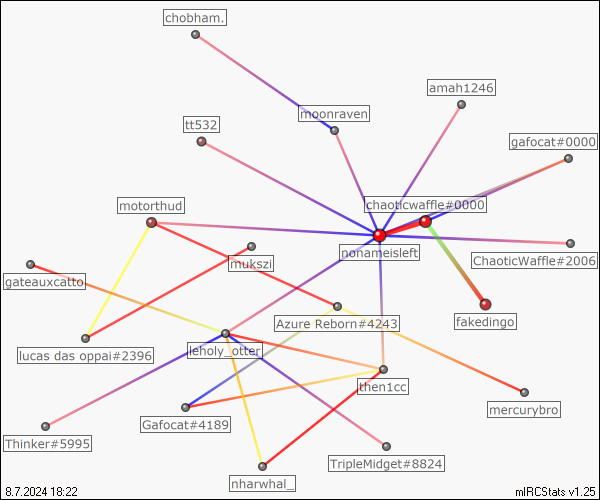 chobham.
amah1246
moonraven
tt532
gafocat#0000
motorthud
chaoticwaffle#0000
nonameisleft
mukszi
ChaoticWaffle#2006
gateauxcatto
Azure Reborn#4243
fakedingo
lucas das oppai#2396
leholy_otter
then1cc
mercurybro
Gafocat#4189
Thinker#5995
TripleMidget#8824
nharwhal_
8.7.2024 18:22
mIRCStats v1.25